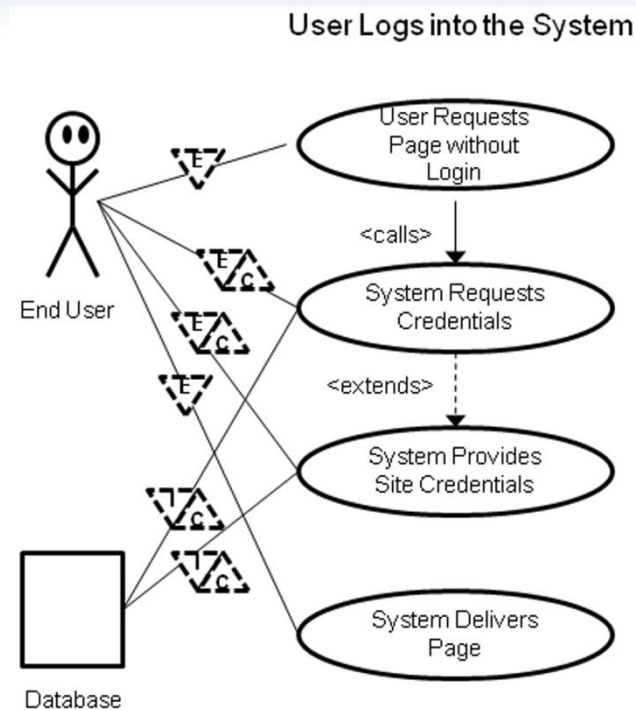 User Logs into the System
User Requests
Page without
Login
E
<calls>
E
C
System Requests
Credentials
End User
E
C
E
<extends>
System Provides
Site Credentials
I
C
I
C
System Delivers
Page
Database